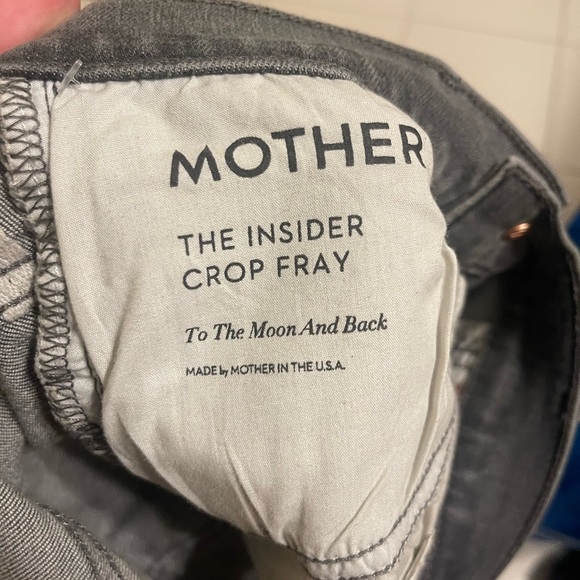 MOTHER
THE INSIDER
CROP FRAY
To The Moon And Back
MADE by MOTHER IN THE U.S.A.